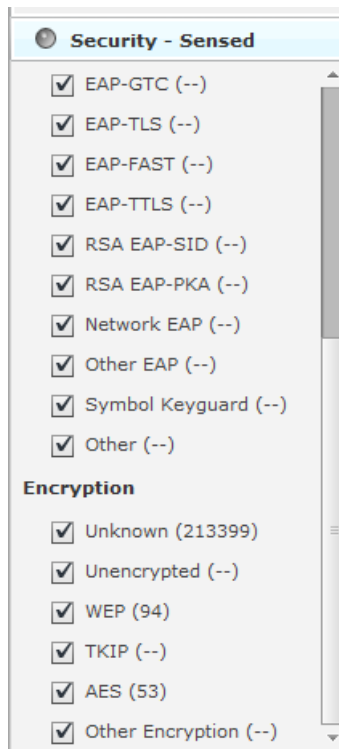 Security - Sensed
EAP-GTC (--)
EAP-TLS (--)
EAP-FAST (--)
EAP-TTLS (--)
RSA EAP-SID (--)
RSA EAP-PKA (--)
Network EAP (--)
Other EAP (--)
Symbol Keyguard (--)
Other (--)
Encryption
Unknown (213399)
Unencrypted (--)
WEP (94)
TKIP (--)
AES (53)
Other Encryption (--)